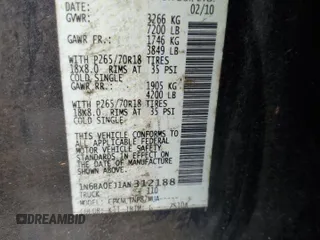 02/10
GVWR: 3266 KG
7200 LB
GAWR FR.: 1746 KG
3849 LB
WITH P265/70R18 TIRES
18X8.0 RIMS AT 35 PSI
COLD SINGLE
GAWR RR.: 1905 KG
4200 LB
WITH P265/70R18 TIRES
18X8.0 RIMS AT 35 PSI
COLD SINGLE
THIS VEHICLE CONFORMS TO
ALL APPLICABLE FEDERAL
MOTOR VEHICLE SAFETY
STANDARDS IN EFFECT ON
THE DATE OF MANUFACTURE
SHOWN ABOVE.
312188
TRUCK
MODEL:
COLOR: